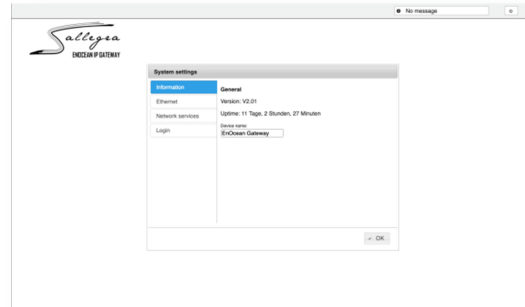 No message
Sallegra
ENOCEAN IP GATEWAY
System settings
Information
Ethernet
Network services
Login
General
Version: V2.01
Uptime: 11 Tage, 2 Stunden, 27 Minuten
Device name:
EnOcean Gateway
OK